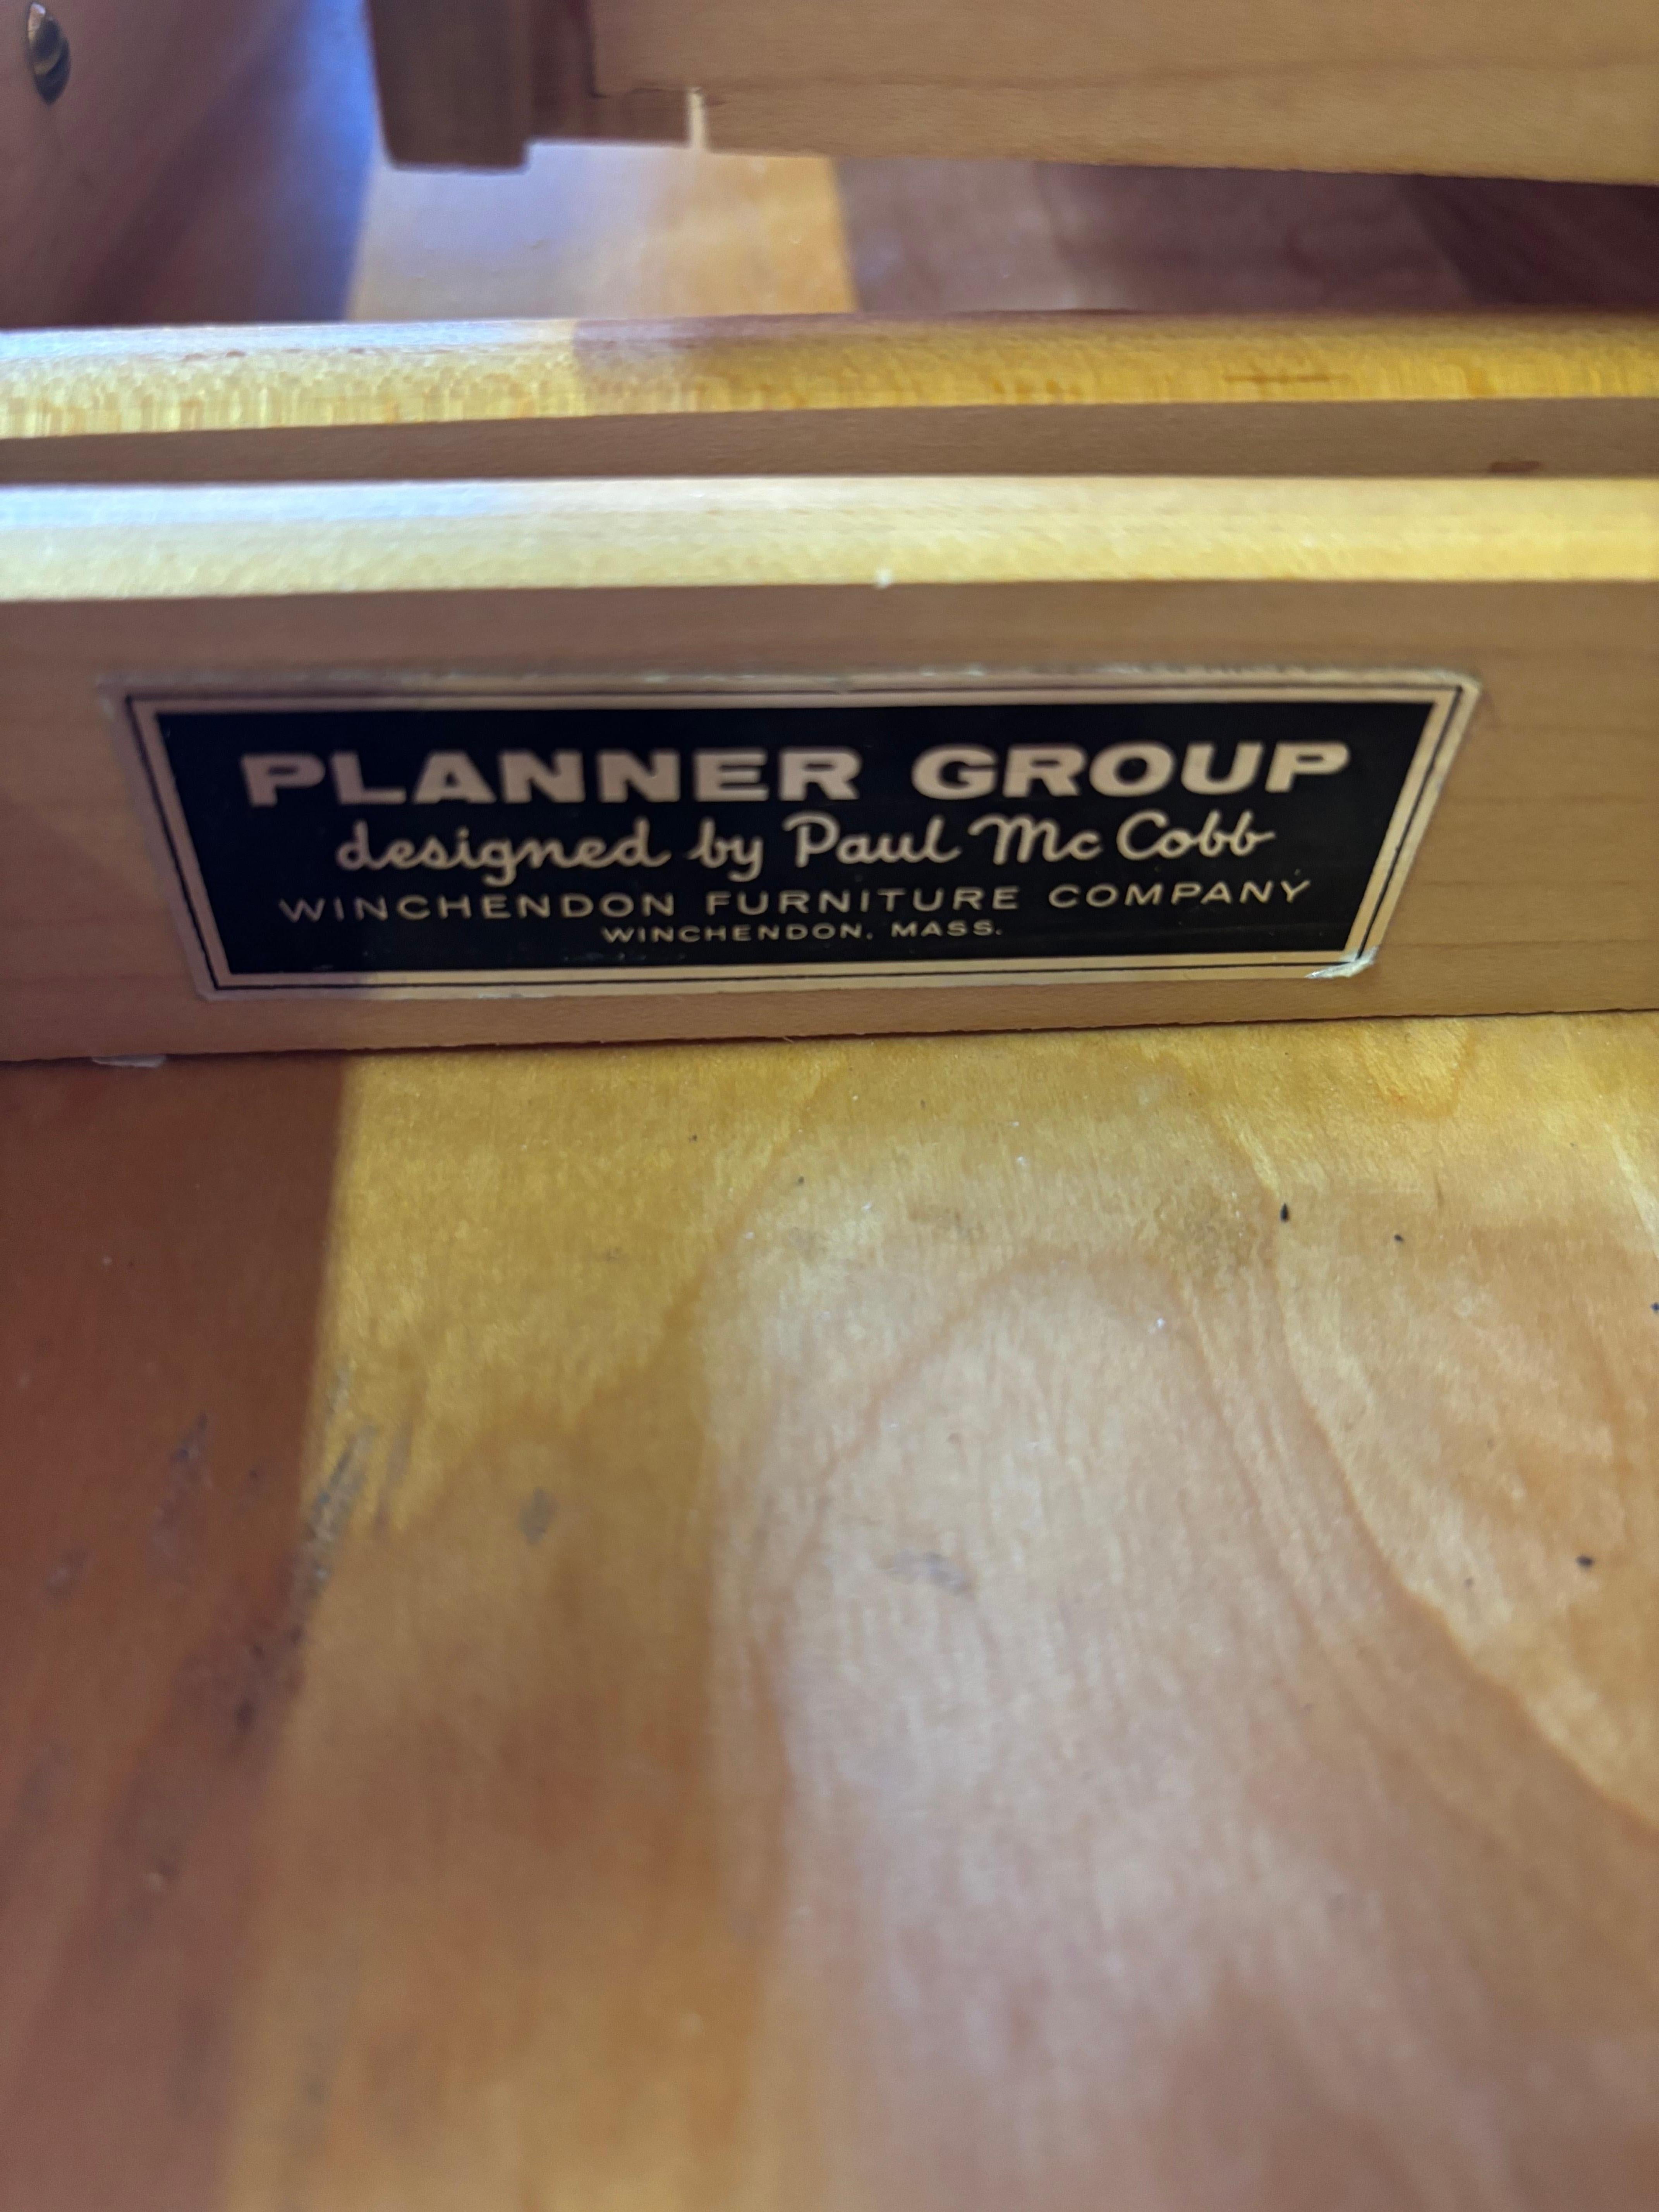 PLANNER GROUP
designed by Paul McCobb
WINCHENDON FURNITURE COMPANY
WINCHENDON, MASS.